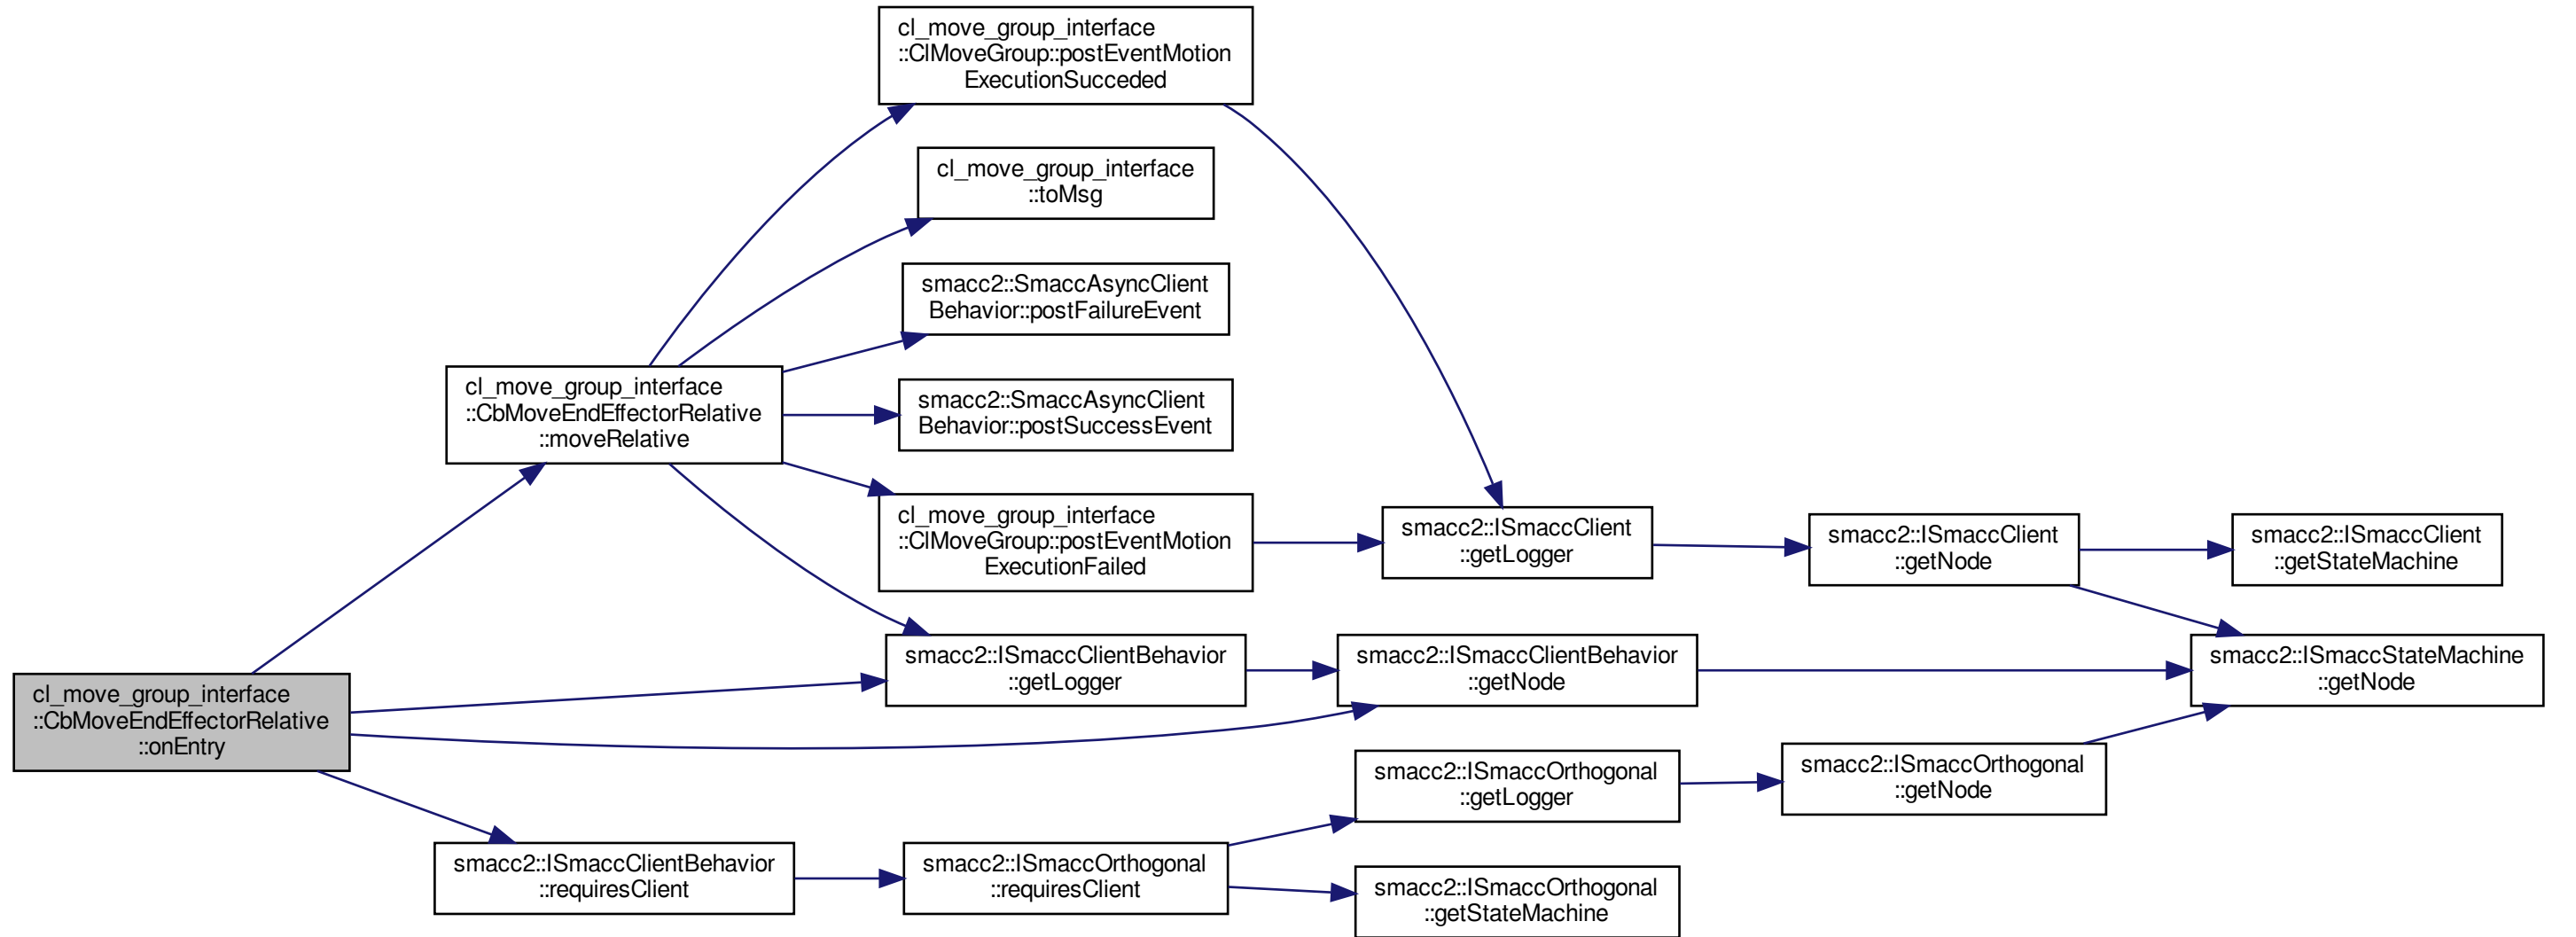 cl_move_group_interface
::ClMoveGroup::postEventMotion
ExecutionSucceded
cl_move_group_interface
::toMsg
smacc2::SmaccAsyncClient
Behavior::postFailureEvent
cl_move_group_interface
::CbMoveEndEffectorRelative
::moveRelative
smacc2::SmaccAsyncClient
Behavior::postSuccessEvent
cl_move_group_interface
::ClMoveGroup::postEventMotion
ExecutionFailed
smacc2::ISmaccClient
::getLogger
smacc2::ISmaccClient
::getNode
smacc2::ISmaccClient
::getStateMachine
cl_move_group_interface
::CbMoveEndEffectorRelative
::onEntry
smacc2::ISmaccClientBehavior
::getLogger
smacc2::ISmaccClientBehavior
::getNode
smacc2::ISmaccStateMachine
::getNode
smacc2::ISmaccOrthogonal
::getLogger
smacc2::ISmaccOrthogonal
::getNode
smacc2::ISmaccClientBehavior
::requiresClient
smacc2::ISmaccOrthogonal
::requiresClient
smacc2::ISmaccOrthogonal
::getStateMachine